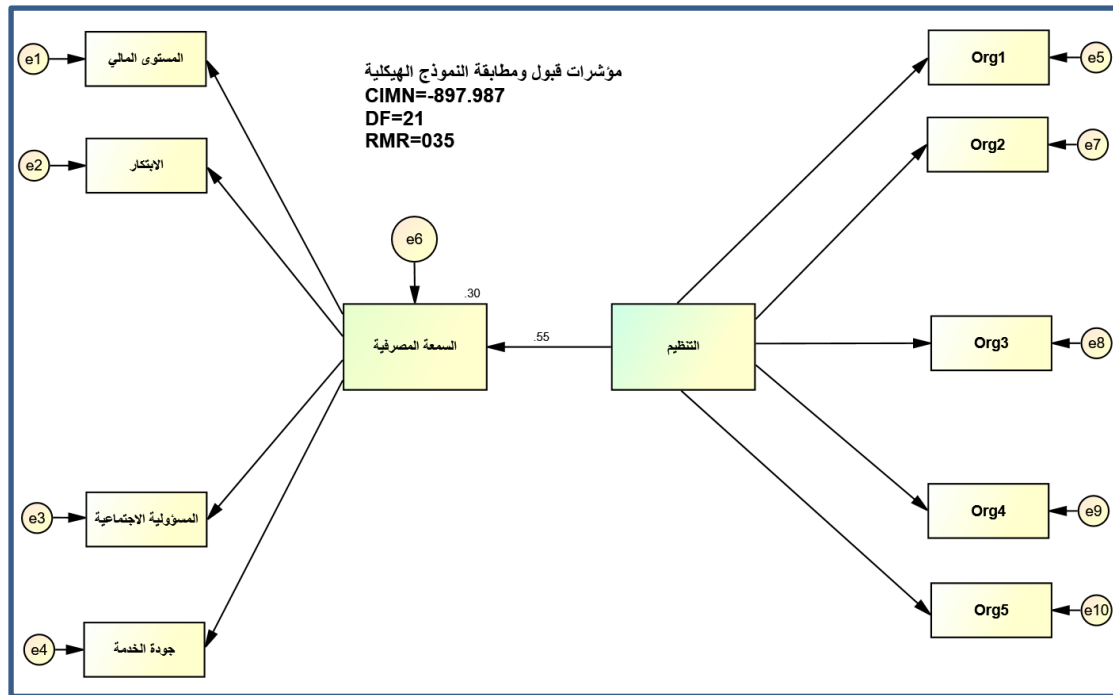 e1
المستوى المالي
مؤشرات قبول ومطابقة النموذج الهيكلية
CIMN=-897.987
DF=21
RMR=035
Org1
e5
e2
الابتكار
Org2
e7
e6
.30
السمعة المصرفية
.55
التنظيم
Org3
e8
e3
المسؤولية الاجتماعية
Org4
e9
e4
جودة الخدمة
Org5
e10